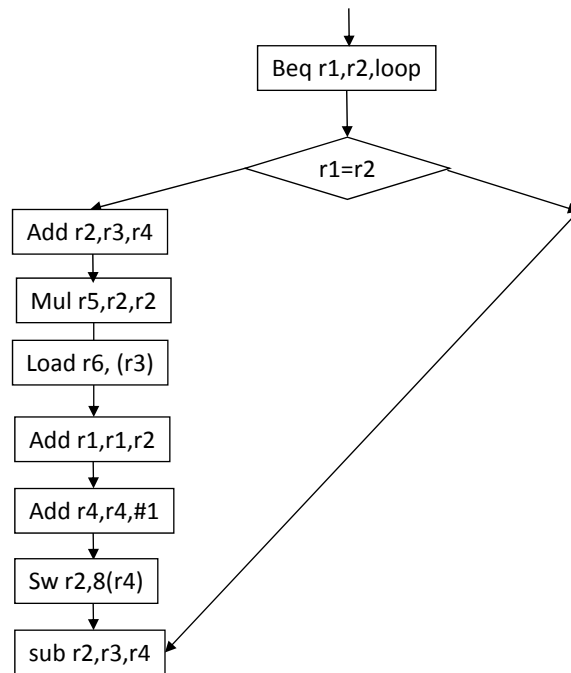 Beq r1,r2,loop
r1=r2
Add r2,r3,r4
Mul r5,r2,r2
Load r6, (r3)
Add r1,r1,r2
Add r4,r4,#1
Sw r2,8(r4)
sub r2,r3,r4